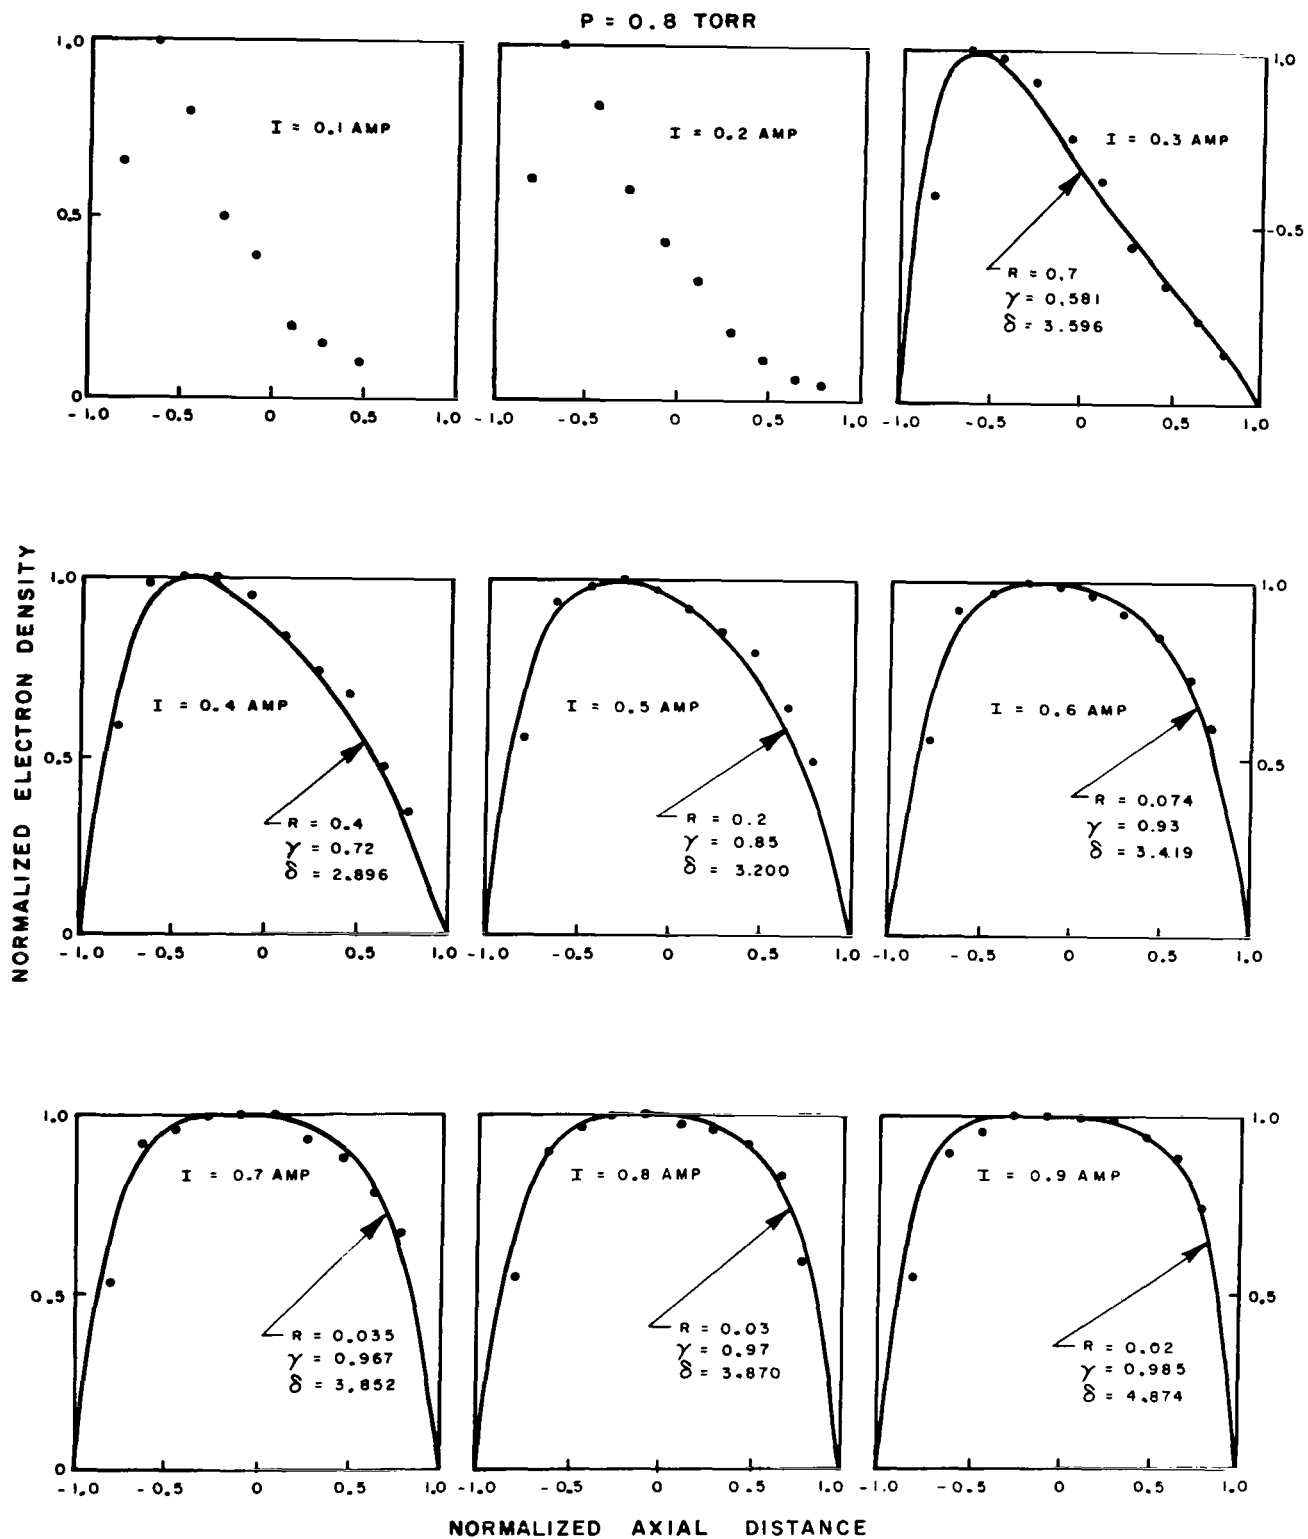 P = 0.8 TORR
1.0
I = 0.1 AMP
0.5
0
-1.0 -0.5 0 0.5 1.0
I = 0.2 AMP
-1.0 -0.5 0 0.5 1.0
1.0
I = 0.3 AMP
0.5
R = 0.7
γ = 0.581
δ = 3.596
-1.0 -0.5 0 0.5 1.0
NORMALIZED ELECTRON DENSITY
1.0
I = 0.4 AMP
0.5
R = 0.4
γ = 0.72
δ = 2.896
0
-1.0 -0.5 0 0.5 1.0
I = 0.5 AMP
R = 0.2
γ = 0.85
δ = 3.200
-1.0 -0.5 0 0.5 1.0
1.0
I = 0.6 AMP
0.5
R = 0.074
γ = 0.93
δ = 3.419
-1.0 -0.5 0 0.5 1.0
1.0
I = 0.7 AMP
0.5
R = 0.035
γ = 0.967
δ = 3.852
0
-1.0 -0.5 0 0.5 1.0
I = 0.8 AMP
R = 0.03
γ = 0.97
δ = 3.870
-1.0 -0.5 0 0.5 1.0
1.0
I = 0.9 AMP
0.5
R = 0.02
γ = 0.985
δ = 4.874
-1.0 -0.5 0 0.5 1.0
NORMALIZED AXIAL DISTANCE